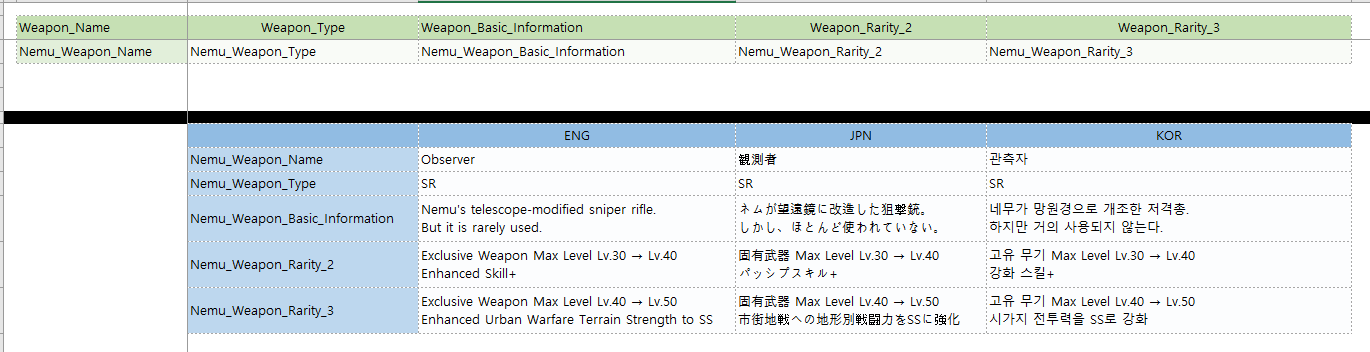 Weapon_Name Weapon_Type Weapon_Basic_Information Weapon_Rarity_2 Weapon_Rarity_3
Nemu_Weapon_Name Nemu_Weapon_Type Nemu_Weapon_Basic_Information Nemu_Weapon_Rarity_2 Nemu_Weapon_Rarity_3
ENG JPN KOR
Nemu_Weapon_Name Observer 観測者 관측자
Nemu_Weapon_Type SR SR SR
Nemu_Weapon_Basic_Information
Nemu's telescope-modified sniper rifle.
But it is rarely used.
ネムが望遠鏡に改造した狙撃銃。
しかし、ほとんど使われていない。
네무가 망원경으로 개조한 저격총.
하지만 거의 사용되지 않는다.
Nemu_Weapon_Rarity_2
Exclusive Weapon Max Level Lv.30 → Lv.40
Enhanced Skill+
固有武器 Max Level Lv.30 → Lv.40
パッシブスキル+
고유 무기 Max Level Lv.30 → Lv.40
강화 스킬+
Nemu_Weapon_Rarity_3
Exclusive Weapon Max Level Lv.40 → Lv.50
Enhanced Urban Warfare Terrain Strength to SS
固有武器 Max Level Lv.40 → Lv.50
市街地戦への地形別戦闘力をSSに強化
고유 무기 Max Level Lv.40 → Lv.50
시가지 전투력을 SS로 강화